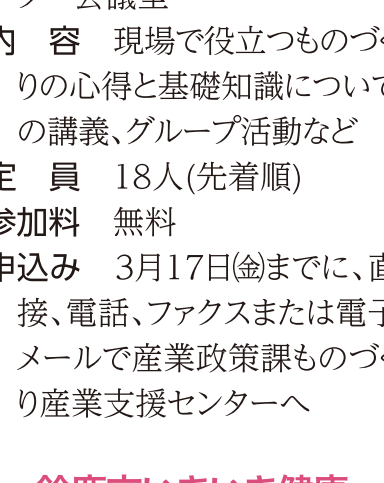 内　容　現場で役立つものづく
りの心得と基礎知識について
の講義、グループ活動など
定　員　18人(先着順)
参加料　無料
申込み　3月17日㈮までに、直
接、電話、ファクスまたは電子
メールで産業政策課ものづく
り産業支援センターへ